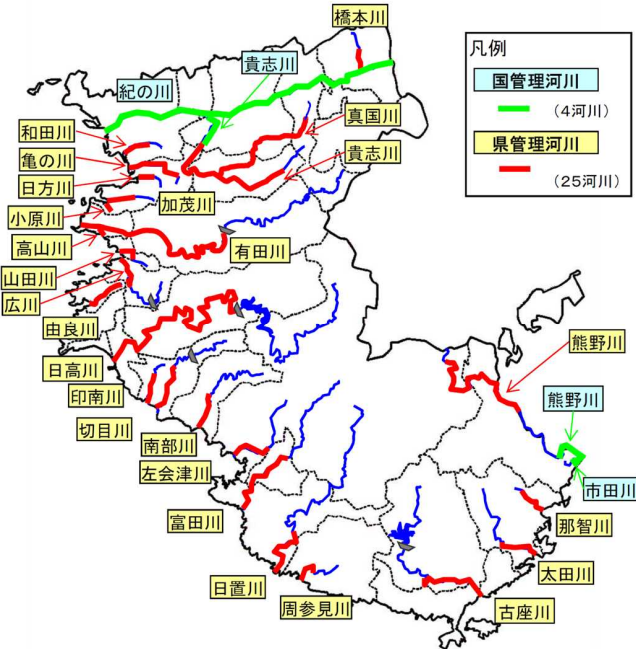 橋本川
貴志川
紀の川
和田川
亀の川
日方川
真国川
貴志川
加茂川
小原川
高山川
有田川
山田川
広川
由良川
日高川
印南川
切目川
南部川
左会津川
富田川
日置川
周参見川
古座川
太田川
那智川
市田川
熊野川
熊野川
凡例
国管理河川
(4河川)
県管理河川
(25河川)